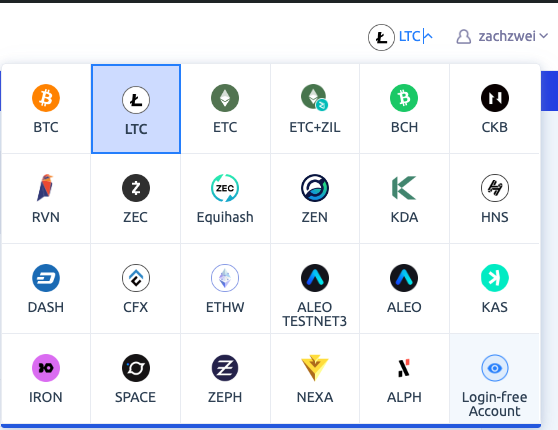 LTC
zachzwei
BTC
LTC
ETC
ETC+ZIL
BCH
CKB
RVN
ZEC
ZEC
Equihash
ZEN
KDA
HNS
DASH
CFX
ETHW
ALEO
TESTNET3
ALEO
KAS
IRON
SPACE
ZEPH
NEXA
ALPH
Login-free
Account